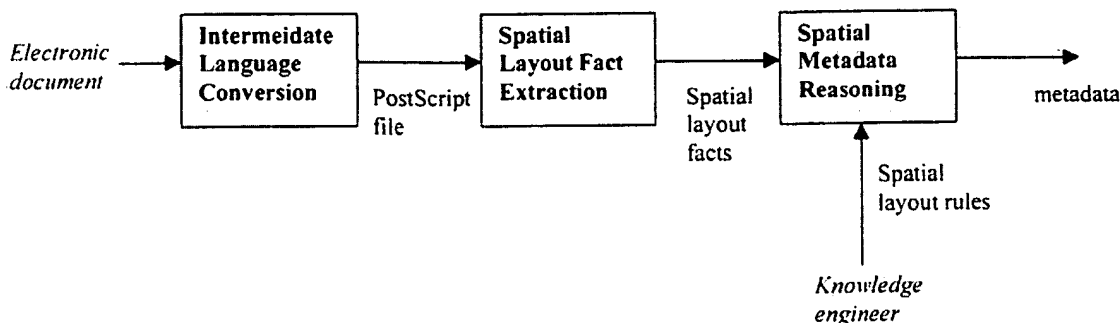 Electronic
document
Intermeidate
Language
Conversion
PostScript
file
Spatial
Layout Fact
Extraction
Spatial
layout
facts
Spatial
Metadata
Reasoning
metadata
Spatial
layout rules
Knowledge
engineer